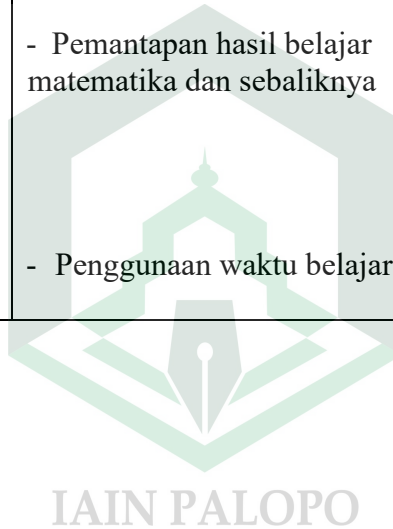 - Pemantapan hasil belajar
matematika dan sebaliknya
- Penggunaan waktu belajar
IAIN PALOPO